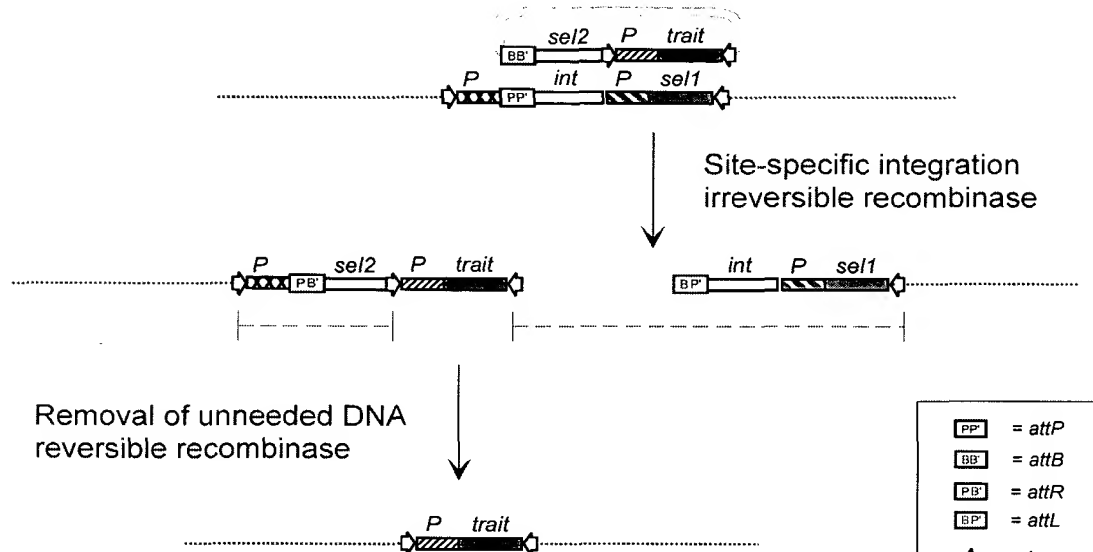 sel2 P trait
BB'
P int P sel1
PP'
Site-specific integration
irreversible recombinase
P sel2 P trait
PB'
int P sel1
BP'
Removal of unneeded DNA
reversible recombinase
P trait
PP' = attP
BB' = attB
PB' = attR
BP' = attL